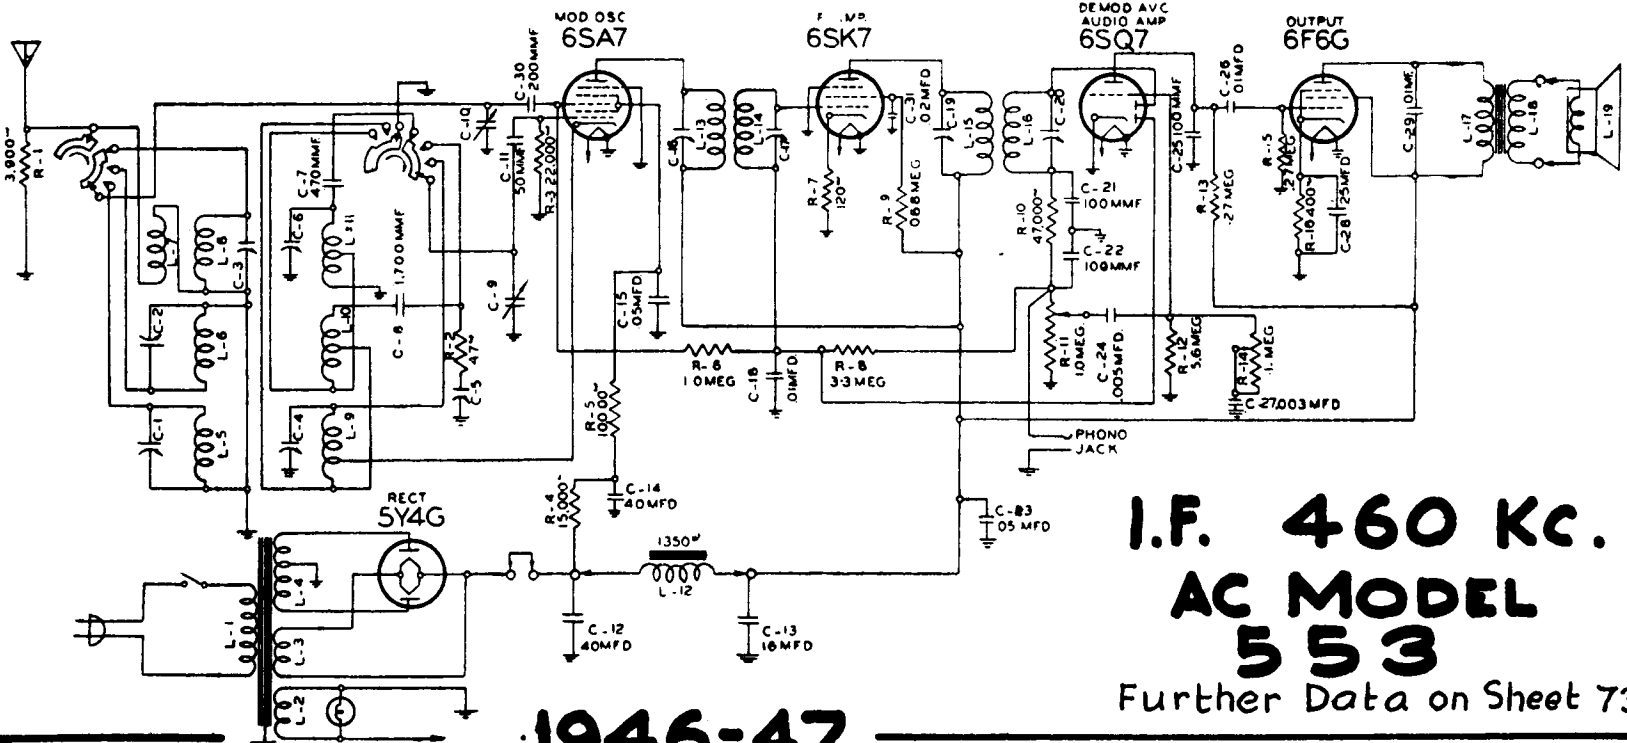 MOD OSC
6SA7
6SK7
DEMOD AVC
AUDIO AMP
6SQ7
OUTPUT
6F6G
3,900~
R-1
L-7
L-8
C-3
C-2
L-6
C-1
L-5
C-7
470MMF
C-6
L-11
1,700MMF
C-8
L-10
R-2
47~
C-5
C-4
L-9
C-10
C-30
200MMF
C-11
50MMF
R-3 22,000~
C-9
C-15
.05MFD
L-13
L-14
R-7
120~
C-31
.02MFD
R-9
.068MEG
C-19
L-15
L-16
R-10
47,000~
C-21
100MMF
C-22
100MMF
C-25 100MMF
C-26
.01MFD
R-13
.27MEG
R-15
.27MEG
R-16 400~
C-28 25MFD
C-29 .01MF
L-17
L-18
L-19
R-6
1.0MEG
C-18
.01MFD
R-8
3.3MEG
R-11
1.0MEG
C-24
.005MFD
R-12
5.6MEG
R-14
.1MEG
C-27.003MFD
PHONO
JACK
R-5
R-4
15,000~
C-14
40MFD
RECT
5Y4G
L-4
L-1
L-3
L-2
1350~
L-12
C-12
40MFD
C-13
16MFD
C-23
.05 MFD
I.F. 460 KC.
AC MODEL
553
Further Data on Sheet 73
1946-47